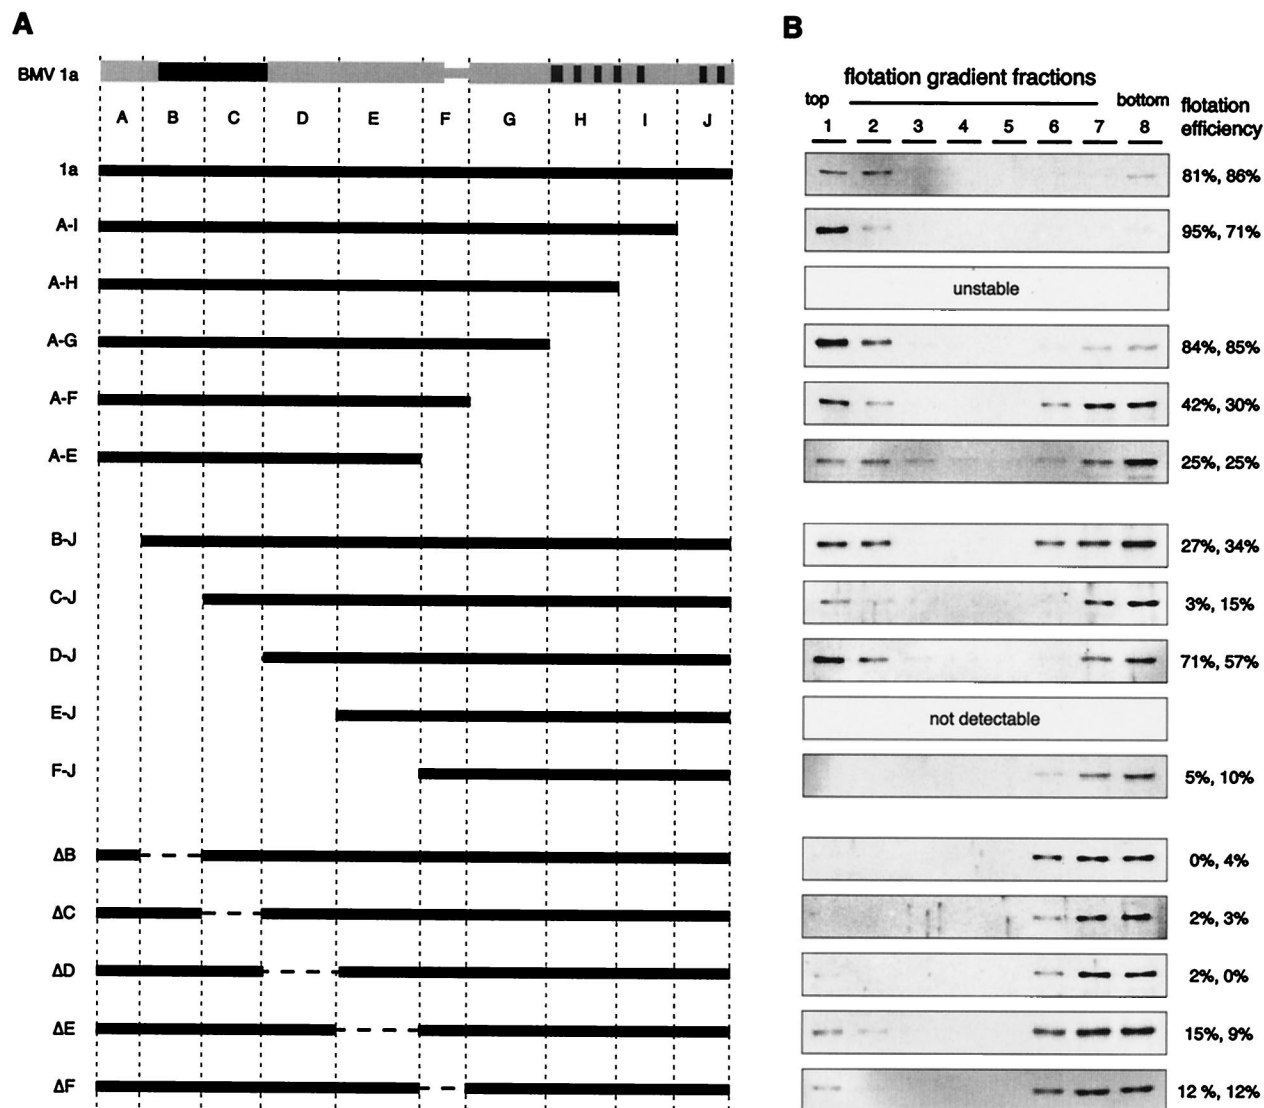 A
B
BMV 1a
A B C D E F G H I J
flotation gradient fractions
top
bottom
flotation efficiency
1 2 3 4 5 6 7 8
1a
81%, 86%
A-I
95%, 71%
A-H
unstable
A-G
84%, 85%
A-F
42%, 30%
A-E
25%, 25%
B-J
27%, 34%
C-J
3%, 15%
D-J
71%, 57%
E-J
not detectable
F-J
5%, 10%
ΔB
0%, 4%
ΔC
2%, 3%
ΔD
2%, 0%
ΔE
15%, 9%
ΔF
12 %, 12%